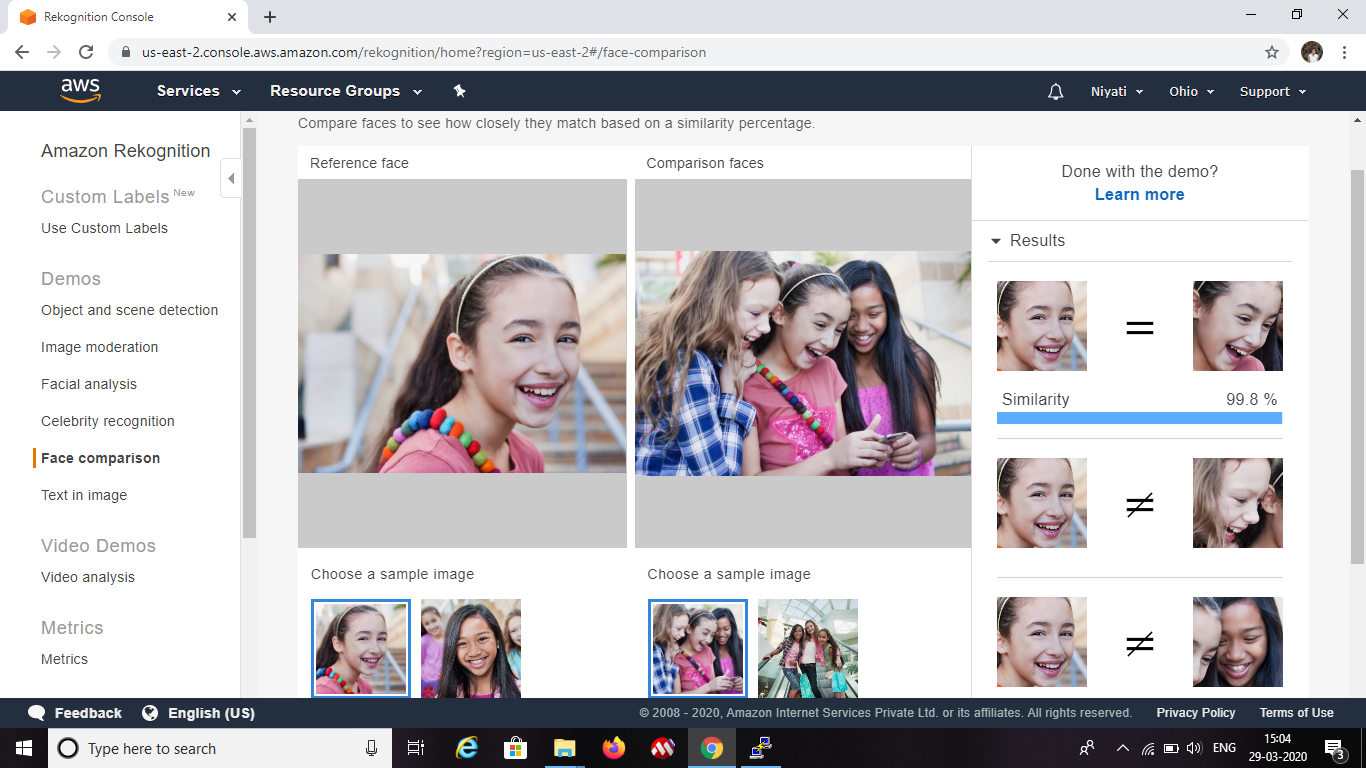 Rekognition Console
us-east-2.console.aws.amazon.com/rekognition/home?region=us-east-2#/face-comparison
aws
Services
Resource Groups
Niyati
Ohio
Support
Amazon Rekognition
Custom Labels New
Use Custom Labels
Demos
Object and scene detection
Image moderation
Facial analysis
Celebrity recognition
Face comparison
Text in image
Video Demos
Video analysis
Metrics
Metrics
Compare faces to see how closely they match based on a similarity percentage.
Reference face
Comparison faces
Choose a sample image
Choose a sample image
Done with the demo?
Learn more
Results
=
Similarity 99.8 %
≠
≠
Feedback
English (US)
© 2008 - 2020, Amazon Internet Services Private Ltd. or its affiliates. All rights reserved.
Privacy Policy
Terms of Use
Type here to search
ENG
15:04
29-03-2020
3